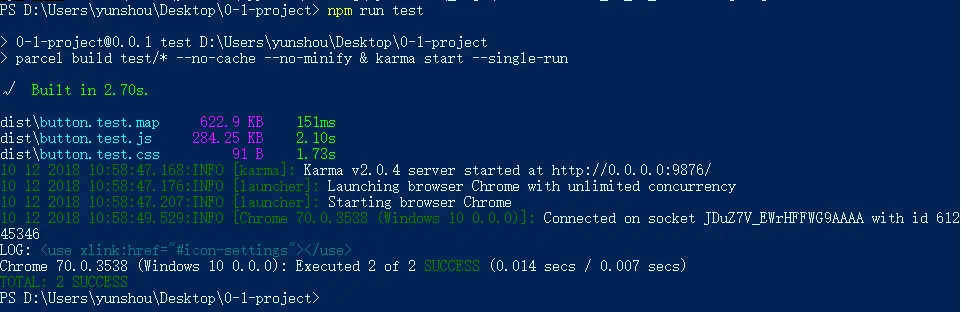 PS D:\Users\yunshou\Desktop\0-1-project> npm run test
> 0-1-project@0.0.1 test D:\Users\yunshou\Desktop\0-1-project
> parcel build test/* --no-cache --no-minify & karma start --single-run
√  Built in 2.70s.
dist\button.test.map     622.9 KB    151ms
dist\button.test.js     284.25 KB    2.10s
dist\button.test.css         91 B    1.73s
10 12 2018 10:58:47.168:INFO [karma]: Karma v2.0.4 server started at http://0.0.0.0:9876/
10 12 2018 10:58:47.176:INFO [launcher]: Launching browser Chrome with unlimited concurrency
10 12 2018 10:58:47.207:INFO [launcher]: Starting browser Chrome
10 12 2018 10:58:49.529:INFO [Chrome 70.0.3538 (Windows 10 0.0.0)]: Connected on socket JDuZ7V_EWrHFFWG9AAAA with id 612
45346
LOG: <use xlink:href="#icon-settings"></use>
Chrome 70.0.3538 (Windows 10 0.0.0): Executed 2 of 2 SUCCESS (0.014 secs / 0.007 secs)
TOTAL: 2 SUCCESS
PS D:\Users\yunshou\Desktop\0-1-project>